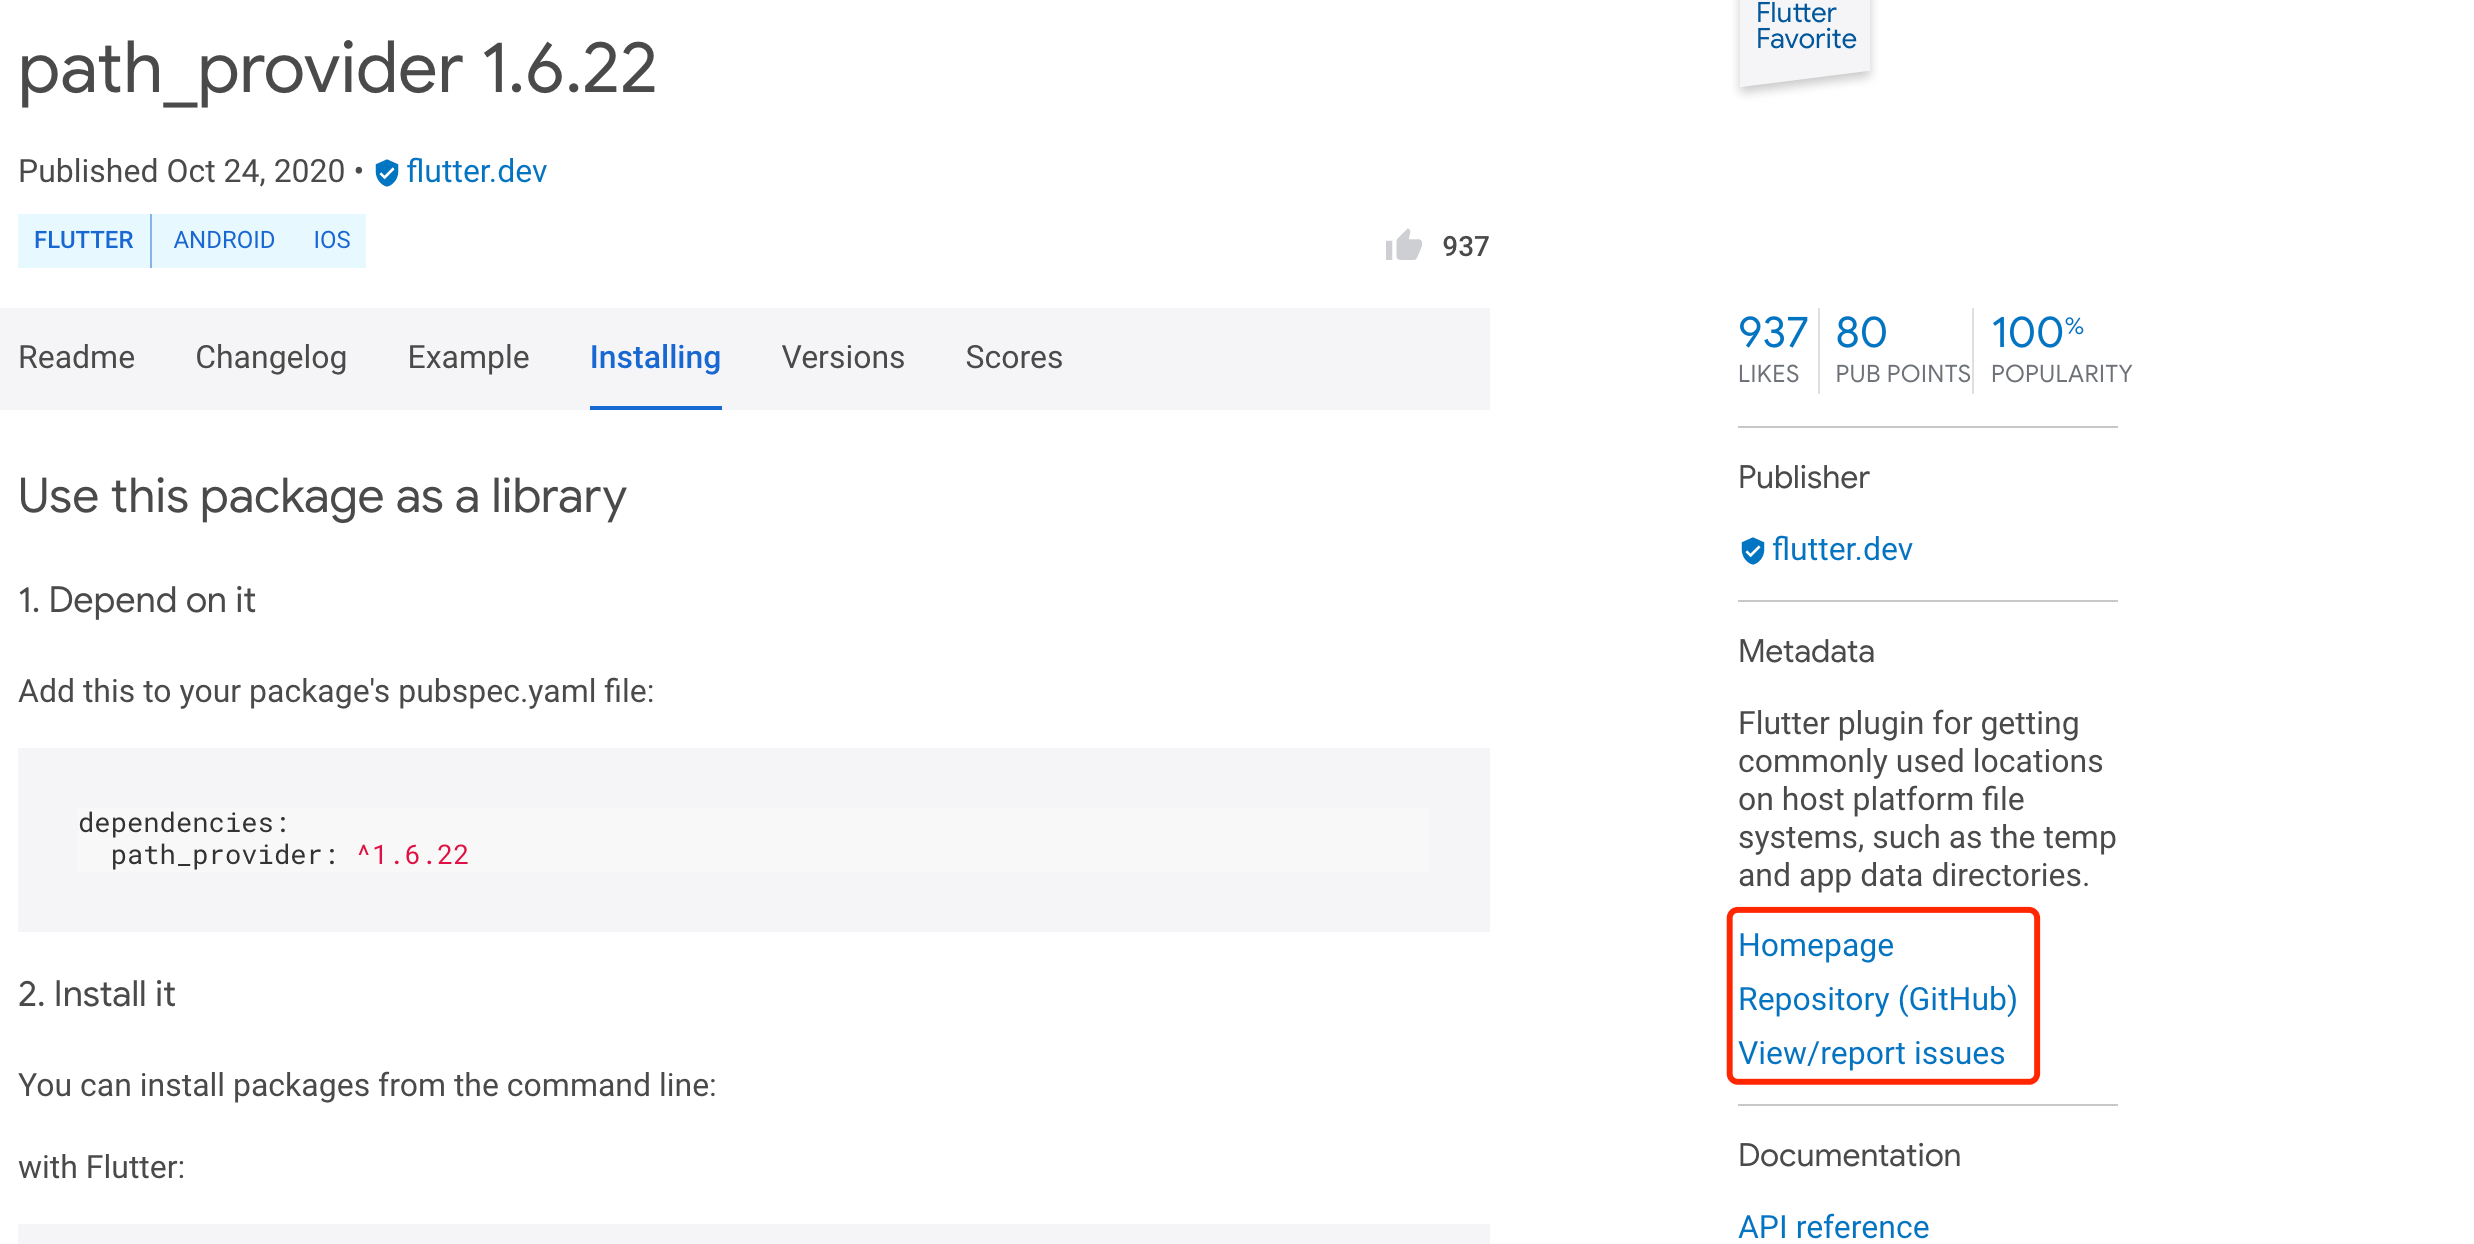 path_provider 1.6.22
Published Oct 24, 2020 • flutter.dev
FLUTTER ANDROID IOS
937
Readme Changelog Example Installing Versions Scores
Use this package as a library
1. Depend on it
Add this to your package's pubspec.yaml file:
dependencies:
  path_provider: ^1.6.22
2. Install it
You can install packages from the command line:
with Flutter:
Flutter
Favorite
937 80 100%
LIKES PUB POINTS POPULARITY
Publisher
flutter.dev
Metadata
Flutter plugin for getting
commonly used locations
on host platform file
systems, such as the temp
and app data directories.
Homepage
Repository (GitHub)
View/report issues
Documentation
API reference